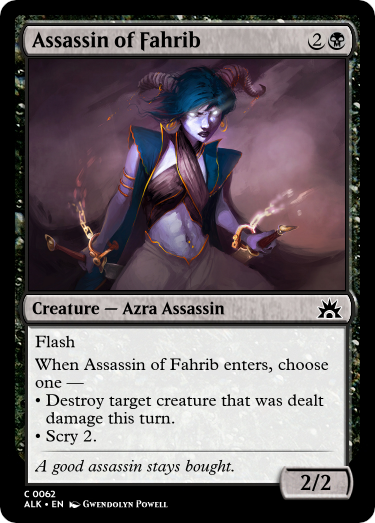 Assassin of Fahrib 2
Creature — Azra Assassin
Flash
When Assassin of Fahrib enters, choose
one —
• Destroy target creature that was dealt
damage this turn.
• Scry 2.
A good assassin stays bought.
2/2
C 0062
ALK • EN Gwendolyn Powell